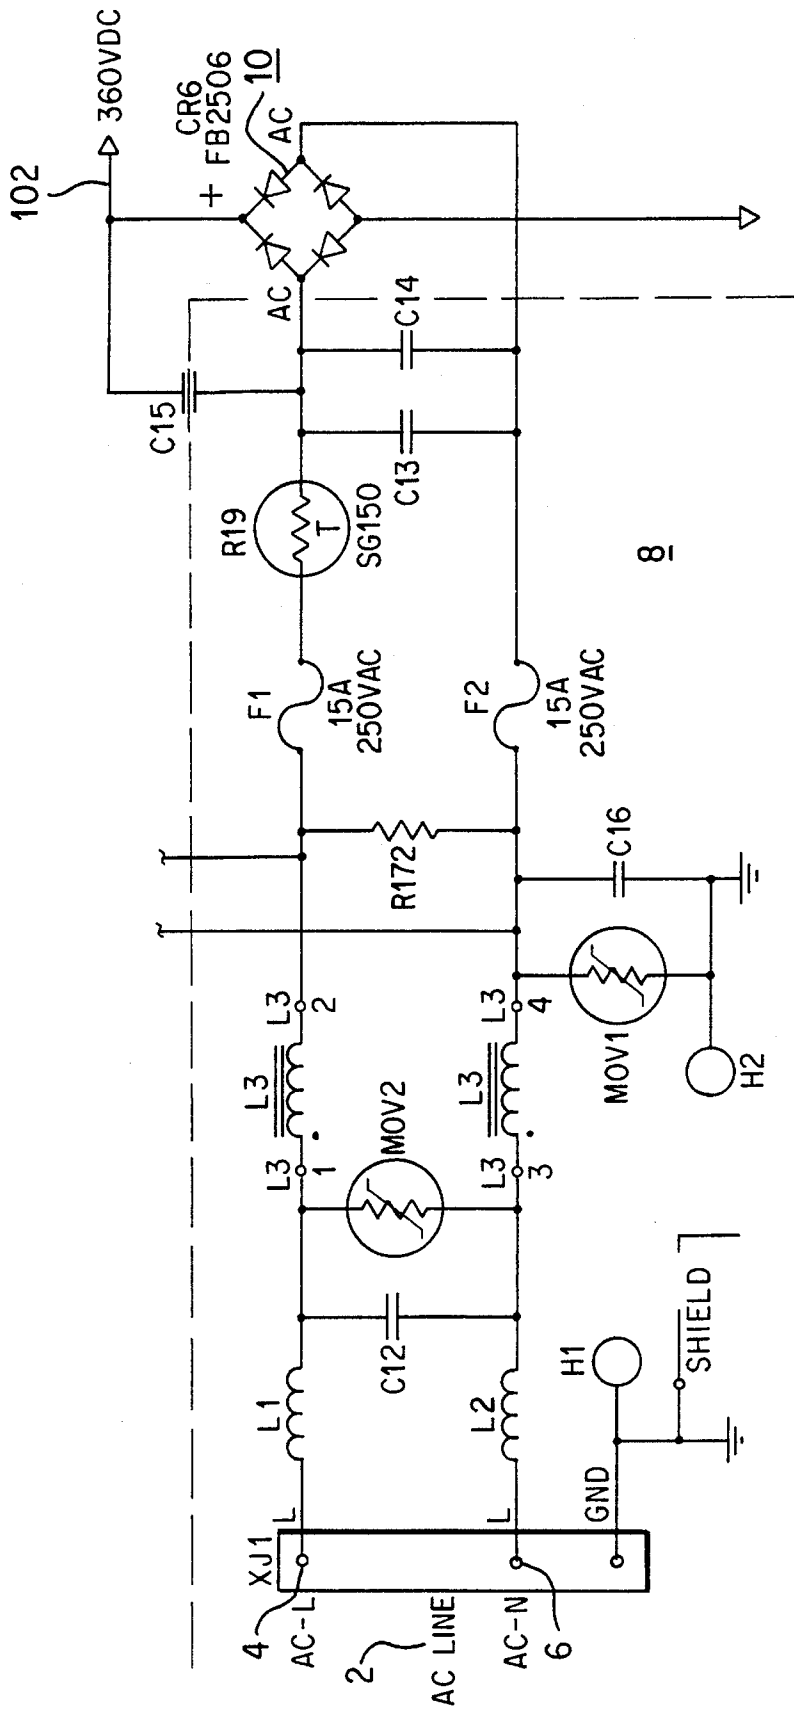 XJ1
4
AC-L
2
AC LINE
AC-N
6
L
L
GND
L1
L2
C12
H1
SHIELD
MOV2
L3
1
L3
L3
2
L3
3
L3
L3
4
MOV1
H2
C16
R172
F1
15A
250VAC
F2
15A
250VAC
8
R19
T
SG150
C13
C14
C15
AC
AC
+
CR6
FB2506
10
102
360VDC